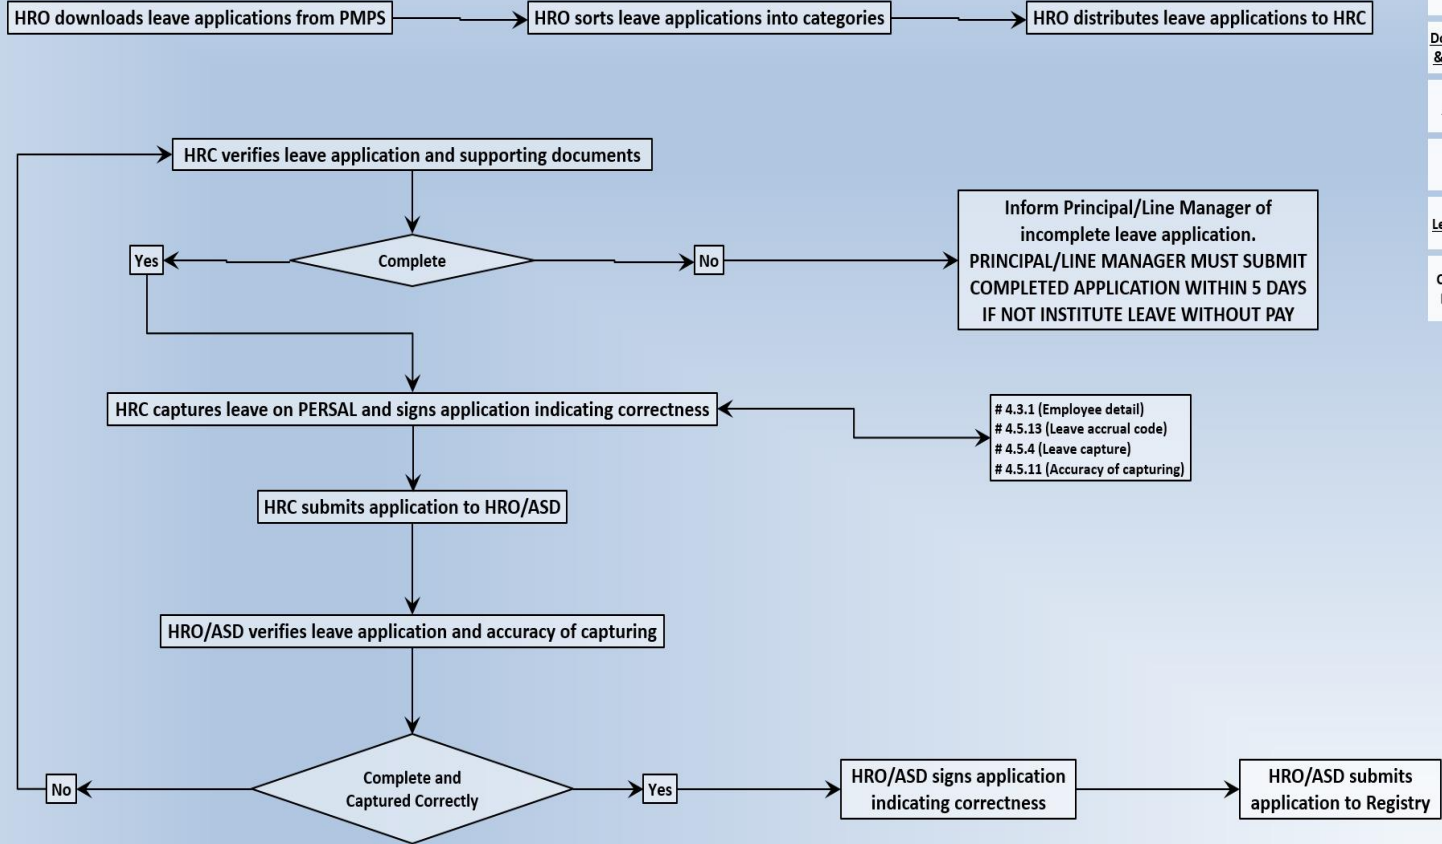 HRO downloads leave applications from PMPS
HRO sorts leave applications into categories
HRO distributes leave applications to HRC
HRC verifies leave application and supporting documents
Complete
Yes
No
Inform Principal/Line Manager of
incomplete leave application.
PRINCIPAL/LINE MANAGER MUST SUBMIT
COMPLETED APPLICATION WITHIN 5 DAYS
IF NOT INSTITUTE LEAVE WITHOUT PAY
HRC captures leave on PERSAL and signs application indicating correctness
# 4.3.1 (Employee detail)
# 4.5.13 (Leave accrual code)
# 4.5.4 (Leave capture)
# 4.5.11 (Accuracy of capturing)
HRC submits application to HRO/ASD
HRO/ASD verifies leave application and accuracy of capturing
Complete and
Captured Correctly
No
Yes
HRO/ASD signs application
indicating correctness
HRO/ASD submits
application to Registry